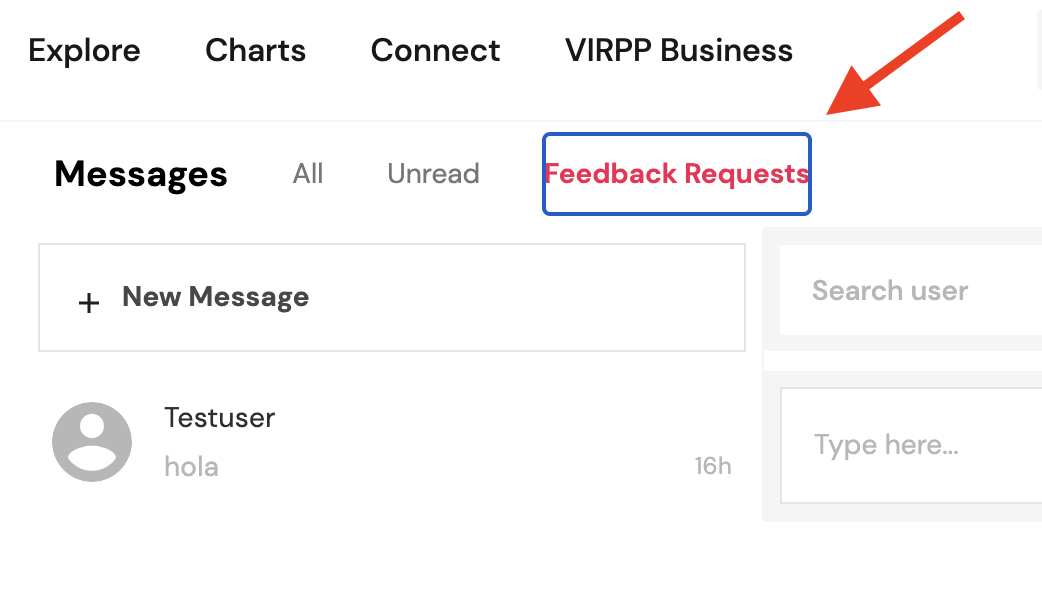 Explore Charts Connect VIRPP Business
Messages All Unread Feedback Requests
+ New Message
Search user
Testuser
hola 16h
Type here...